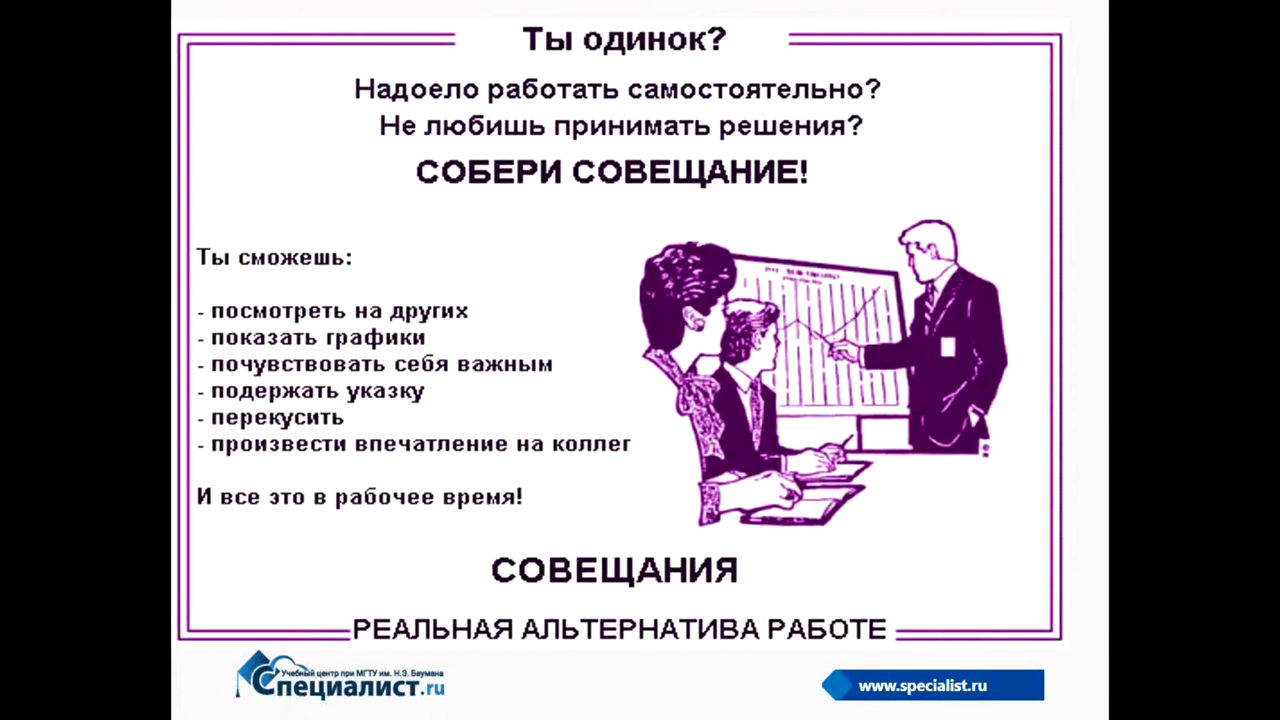 Ты одинок?
Надоело работать самостоятельно?
Не любишь принимать решения?
СОБЕРИ СОВЕЩАНИЕ!
Ты сможешь:
- посмотреть на других
- показать графики
- почувствовать себя важным
- подержать указку
- перекусить
- произвести впечатление на коллег
И все это в рабочее время!
СОВЕЩАНИЯ
РЕАЛЬНАЯ АЛЬТЕРНАТИВА РАБОТЕ
Учебный центр при МГТУ им. Н.Э. Баумана
Специалист.ru
www.specialist.ru